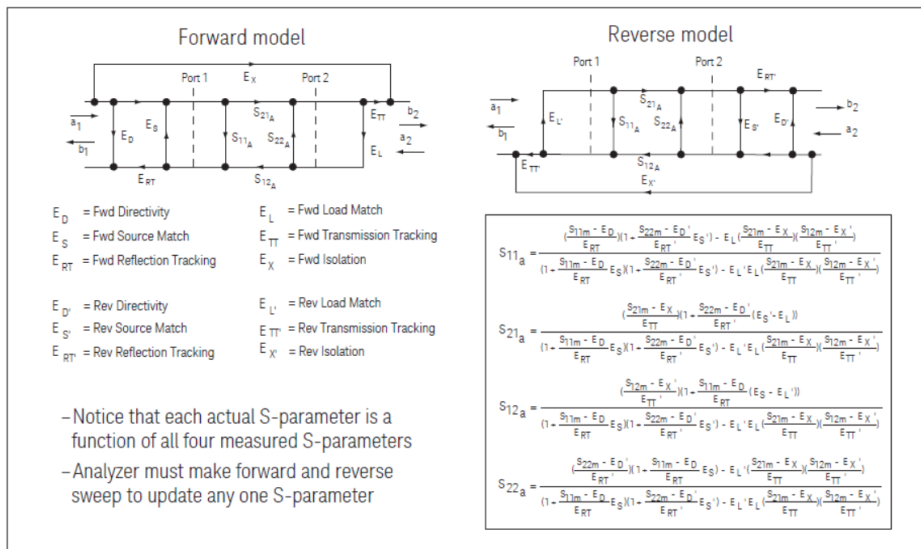 Forward model
Port 1
E_X
Port 2
a_1
b_1
E_D
E_S
S_21A
S_11A
S_22A
E_TT
E_L
b_2
a_2
E_RT
S_12A
Reverse model
Port 1
Port 2
a_1
b_1
E_L'
S_21A
S_11A
S_22A
E_RT'
E_S'
E_D'
b_2
a_2
E_TT'
S_12A
E_X'
E_D = Fwd Directivity
E_S = Fwd Source Match
E_RT = Fwd Reflection Tracking
E_L = Fwd Load Match
E_TT = Fwd Transmission Tracking
E_X = Fwd Isolation
E_D' = Rev Directivity
E_S' = Rev Source Match
E_RT' = Rev Reflection Tracking
E_L' = Rev Load Match
E_TT' = Rev Transmission Tracking
E_X' = Rev Isolation
–Notice that each actual S-parameter is a
function of all four measured S-parameters
–Analyzer must make forward and reverse
sweep to update any one S-parameter
S_11a = ((S_11m - E_D)/E_RT)(1 + (S_22m - E_D')/E_RT' E_S') - E_L((S_21m - E_X)/E_TT)((S_12m - E_X')/E_TT')
(1 + (S_11m - E_D)/E_RT E_S)(1 + (S_22m - E_D')/E_RT' E_S') - E_L' E_L((S_21m - E_X)/E_TT)((S_12m - E_X')/E_TT')
S_21a = ((S_21m - E_X)/E_TT)(1 + (S_22m - E_D')/E_RT' (E_S' - E_L))
(1 + (S_11m - E_D)/E_RT E_S)(1 + (S_22m - E_D')/E_RT' E_S') - E_L' E_L((S_21m - E_X)/E_TT)((S_12m - E_X')/E_TT')
S_12a = ((S_12m - E_X')/E_TT')(1 + (S_11m - E_D)/E_RT (E_S - E_L'))
(1 + (S_11m - E_D)/E_RT E_S)(1 + (S_22m - E_D')/E_RT' E_S') - E_L' E_L((S_21m - E_X)/E_TT)((S_12m - E_X')/E_TT')
S_22a = ((S_22m - E_D')/E_RT')(1 + (S_11m - E_D)/E_RT E_S) - E_L'((S_21m - E_X)/E_TT)((S_12m - E_X')/E_TT')
(1 + (S_11m - E_D)/E_RT E_S)(1 + (S_22m - E_D')/E_RT' E_S') - E_L' E_L((S_21m - E_X)/E_TT)((S_12m - E_X')/E_TT')